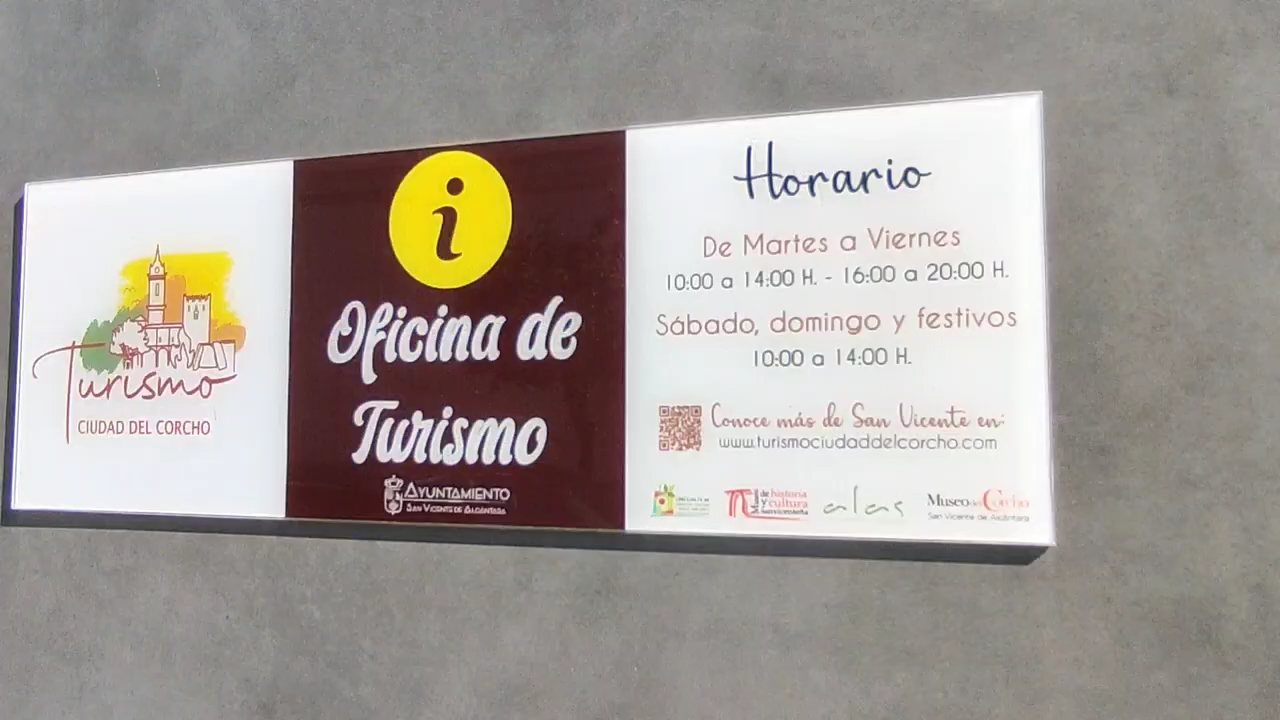 Turismo
CIUDAD DEL CORCHO
i
Oficina de
Turismo
AYUNTAMIENTO
SAN VICENTE DE ALCÁNTARA
Horario
De Martes a Viernes
10:00 a 14:00 H. - 16:00 a 20:00 H.
Sábado, domingo y festivos
10:00 a 14:00 H.
Conoce más de San Vicente en:
www.turismociudaddelcorcho.com
de historia
y cultura
alas
Museo del Corcho
San Vicente de Alcántara